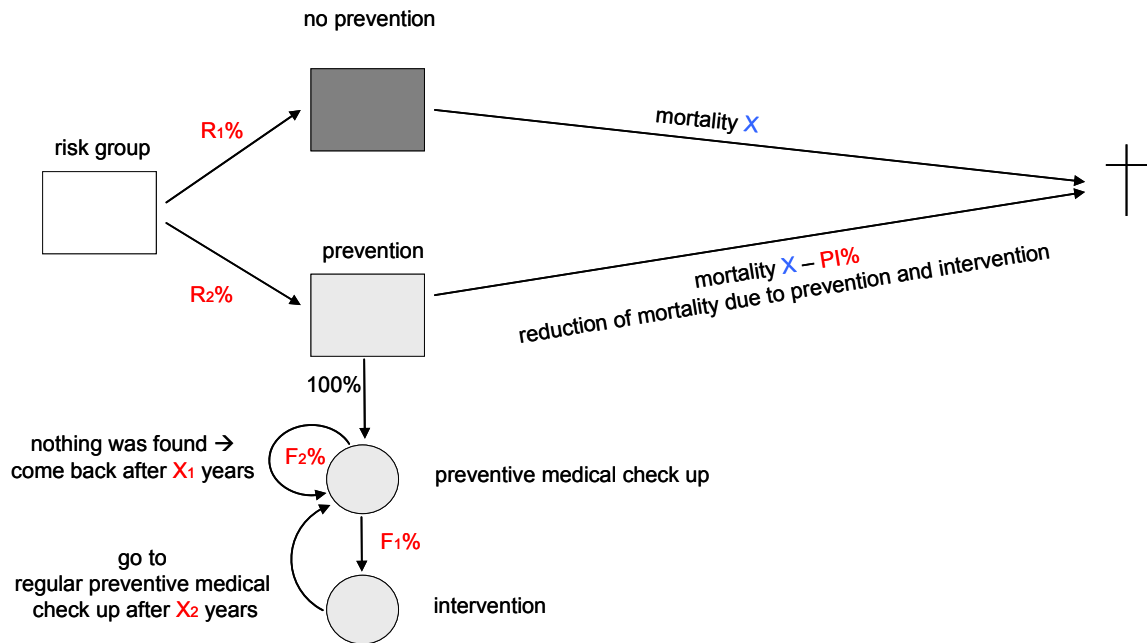 no prevention
R1%
mortality X
risk group
prevention
R2%
mortality X – PI%
reduction of mortality due to prevention and intervention
100%
nothing was found →
come back after X1 years
F2%
preventive medical check up
F1%
go to
regular preventive medical
check up after X2 years
intervention